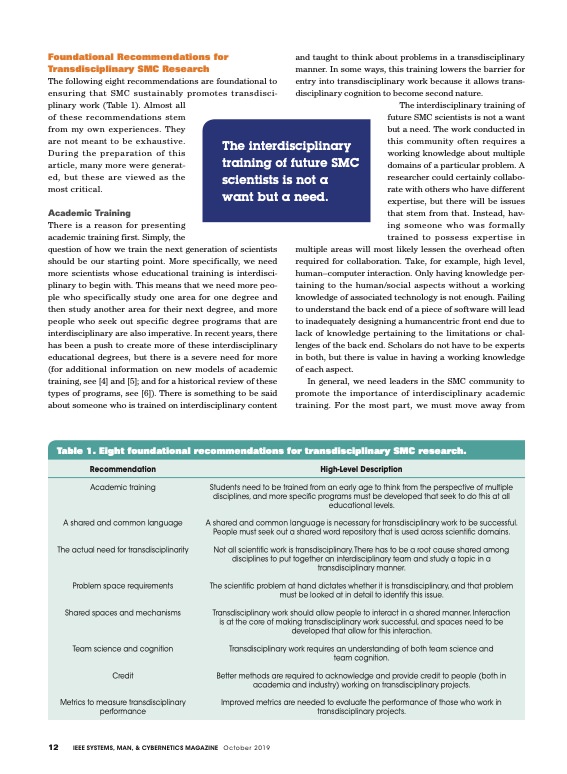 Foundational Recommendations for
Transdisciplinary SMC Research
The following eight recommendations are foundational to
ensuring that SMC sustainably promotes transdisci-
plinary work (Table 1). Almost all
of these recommendations stem
from my own experiences. They
are not meant to be exhaustive.
During the preparation of this
article, many more were generat-
ed, but these are viewed as the
most critical.
Academic Training
There is a reason for presenting
academic training first. Simply, the
question of how we train the next generation of scientists
should be our starting point. More specifically, we need
more scientists whose educational training is interdisci-
plinary to begin with. This means that we need more peo-
ple who specifically study one area for one degree and
then study another area for their next degree, and more
people who seek out specific degree programs that are
interdisciplinary are also imperative. In recent years, there
has been a push to create more of these interdisciplinary
educational degrees, but there is a severe need for more
(for additional information on new models of academic
training, see [4] and [5]; and for a historical review of these
types of programs, see [6]). There is something to be said
about someone who is trained on interdisciplinary content
The interdisciplinary
training of future SMC
scientists is not a
want but a need.
and taught to think about problems in a transdisciplinary
manner. In some ways, this training lowers the barrier for
entry into transdisciplinary work because it allows trans-
disciplinary cognition to become second nature.
The interdisciplinary training of
future SMC scientists is not a want
but a need. The work conducted in
this community often requires a
working knowledge about multiple
domains of a particular problem. A
researcher could certainly collabo-
rate with others who have different
expertise, but there will be issues
that stem from that. Instead, hav-
ing someone who was formally
trained to possess expertise in
multiple areas will most likely lessen the overhead often
required for collaboration. Take, for example, high level,
human–computer interaction. Only having knowledge per-
taining to the human/social aspects without a working
knowledge of associated technology is not enough. Failing
to understand the back end of a piece of software will lead
to inadequately designing a humancentric front end due to
lack of knowledge pertaining to the limitations or chal-
lenges of the back end. Scholars do not have to be experts
in both, but there is value in having a working knowledge
of each aspect.
In general, we need leaders in the SMC community to
promote the importance of interdisciplinary academic
training. For the most part, we must move away from
Table 1. Eight foundational recommendations for transdisciplinary SMC research.
Recommendation High-Level Description
Academic training Students need to be trained from an early age to think from the perspective of multiple
disciplines, and more specific programs must be developed that seek to do this at all
educational levels.
A shared and common language A shared and common language is necessary for transdisciplinary work to be successful.
People must seek out a shared word repository that is used across scientific domains.
The actual need for transdisciplinarity Not all scientific work is transdisciplinary. There has to be a root cause shared among
disciplines to put together an interdisciplinary team and study a topic in a
transdisciplinary manner.
Problem space requirements The scientific problem at hand dictates whether it is transdisciplinary, and that problem
must be looked at in detail to identify this issue.
Shared spaces and mechanisms Transdisciplinary work should allow people to interact in a shared manner. Interaction
is at the core of making transdisciplinary work successful, and spaces need to be
developed that allow for this interaction.
Team science and cognition Transdisciplinary work requires an understanding of both team science and
team cognition.
Credit Better methods are required to acknowledge and provide credit to people (both in
academia and industry) working on transdisciplinary projects.
Metrics to measure transdisciplinary Improved metrics are needed to evaluate the performance of those who work in
performance transdisciplinary projects.
12 IEEE SYSTEMS, MAN, & CYBERNETICS MAGAZINE October 2019